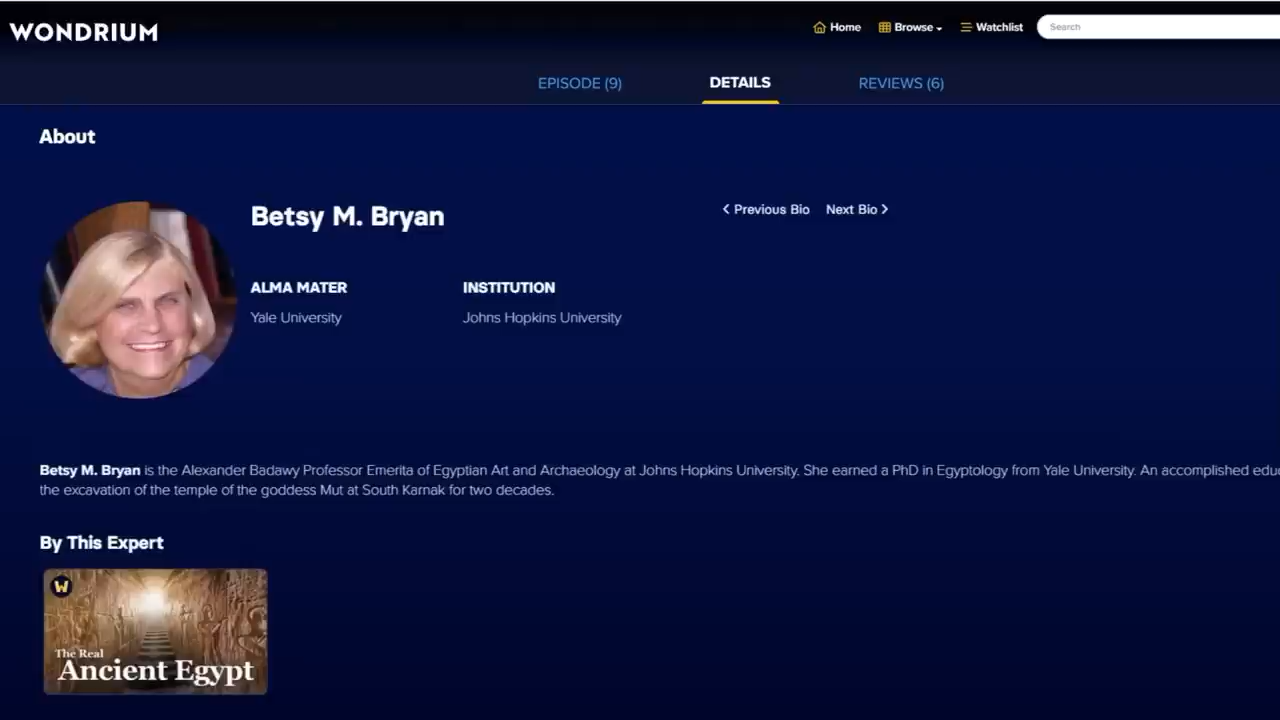 WONDRIUM
Home
Browse
Watchlist
Search
EPISODE (9)
DETAILS
REVIEWS (6)
About
Betsy M. Bryan
Previous Bio
Next Bio
ALMA MATER
INSTITUTION
Yale University
Johns Hopkins University
Betsy M. Bryan is the Alexander Badawy Professor Emerita of Egyptian Art and Archaeology at Johns Hopkins University. She earned a PhD in Egyptology from Yale University. An accomplished edu
the excavation of the temple of the goddess Mut at South Karnak for two decades.
By This Expert
W
The Real
Ancient Egypt